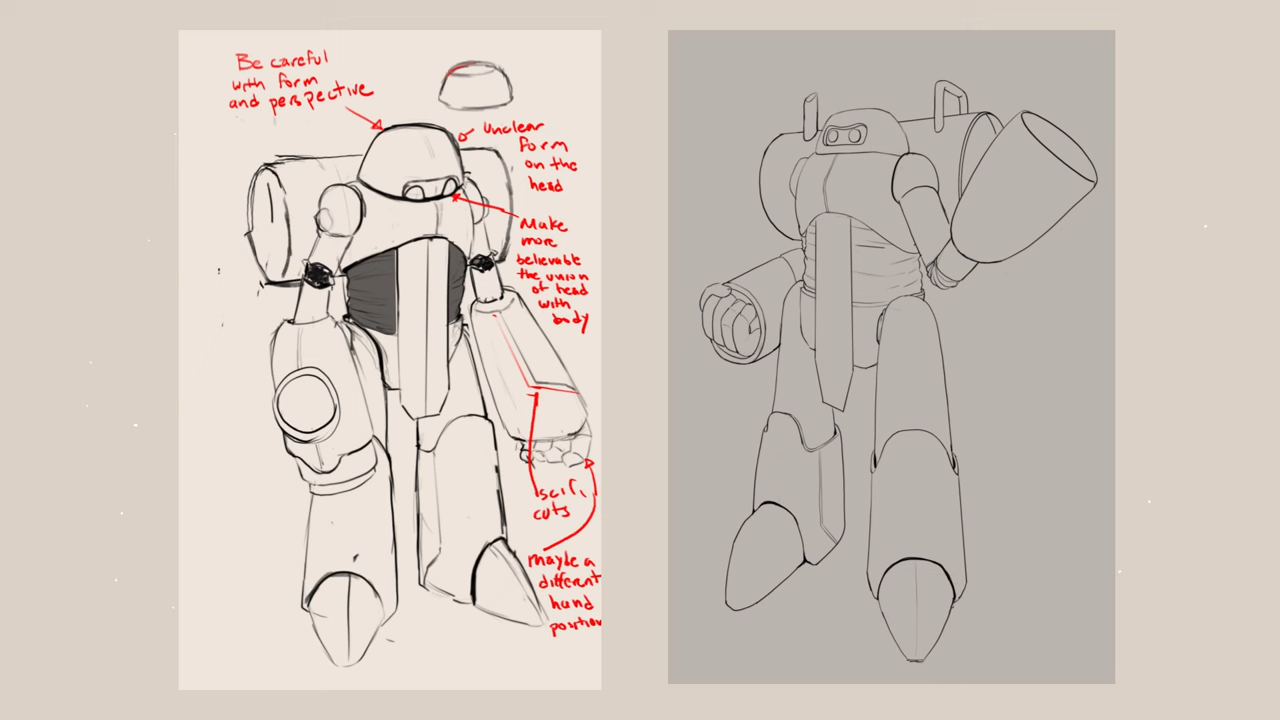 Be careful
with form
and perspective
Unclear
form
on the
head
Make
more
believable
the union
of head
with
body
scifi
cuts
maybe a
different
hand
position